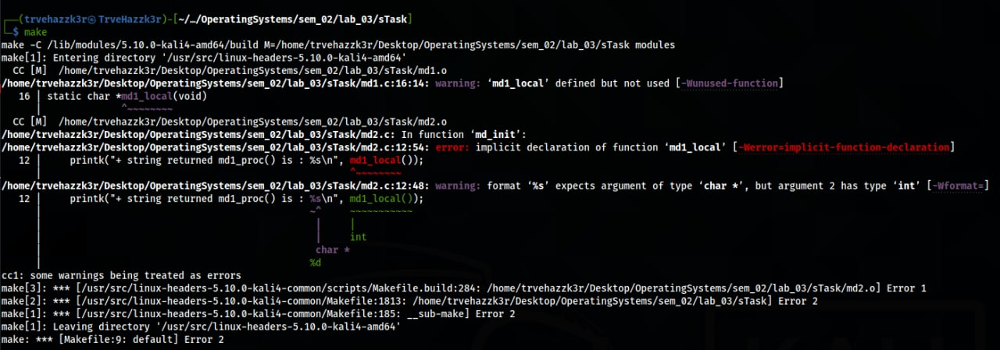 ┌──(trvehazzk3r㉿TrveHazzk3r)-[~/…/OperatingSystems/sem_02/lab_03/sTask]
└─$ make
make -C /lib/modules/5.10.0-kali4-amd64/build M=/home/trvehazzk3r/Desktop/OperatingSystems/sem_02/lab_03/sTask modules
make[1]: Entering directory '/usr/src/linux-headers-5.10.0-kali4-amd64'
  CC [M]  /home/trvehazzk3r/Desktop/OperatingSystems/sem_02/lab_03/sTask/md1.o
/home/trvehazzk3r/Desktop/OperatingSystems/sem_02/lab_03/sTask/md1.c:16:14: warning: ‘md1_local’ defined but not used [-Wunused-function]
   16 | static char *md1_local(void)
      |              ^~~~~~~~~
  CC [M]  /home/trvehazzk3r/Desktop/OperatingSystems/sem_02/lab_03/sTask/md2.o
/home/trvehazzk3r/Desktop/OperatingSystems/sem_02/lab_03/sTask/md2.c: In function ‘md_init’:
/home/trvehazzk3r/Desktop/OperatingSystems/sem_02/lab_03/sTask/md2.c:12:54: error: implicit declaration of function ‘md1_local’ [-Werror=implicit-function-declaration]
   12 |     printk("+ string returned md1_proc() is : %s\n", md1_local());
      |                                                      ^~~~~~~~~
/home/trvehazzk3r/Desktop/OperatingSystems/sem_02/lab_03/sTask/md2.c:12:48: warning: format ‘%s’ expects argument of type ‘char *’, but argument 2 has type ‘int’ [-Wformat=]
   12 |     printk("+ string returned md1_proc() is : %s\n", md1_local());
      |                                               ~^     ~~~~~~~~~~~
      |                                                |     |
      |                                                |     int
      |                                                char *
      |                                               %d
cc1: some warnings being treated as errors
make[3]: *** [/usr/src/linux-headers-5.10.0-kali4-common/scripts/Makefile.build:284: /home/trvehazzk3r/Desktop/OperatingSystems/sem_02/lab_03/sTask/md2.o] Error 1
make[2]: *** [/usr/src/linux-headers-5.10.0-kali4-common/Makefile:1813: /home/trvehazzk3r/Desktop/OperatingSystems/sem_02/lab_03/sTask] Error 2
make[1]: *** [/usr/src/linux-headers-5.10.0-kali4-common/Makefile:185: __sub-make] Error 2
make[1]: Leaving directory '/usr/src/linux-headers-5.10.0-kali4-amd64'
make: *** [Makefile:9: default] Error 2